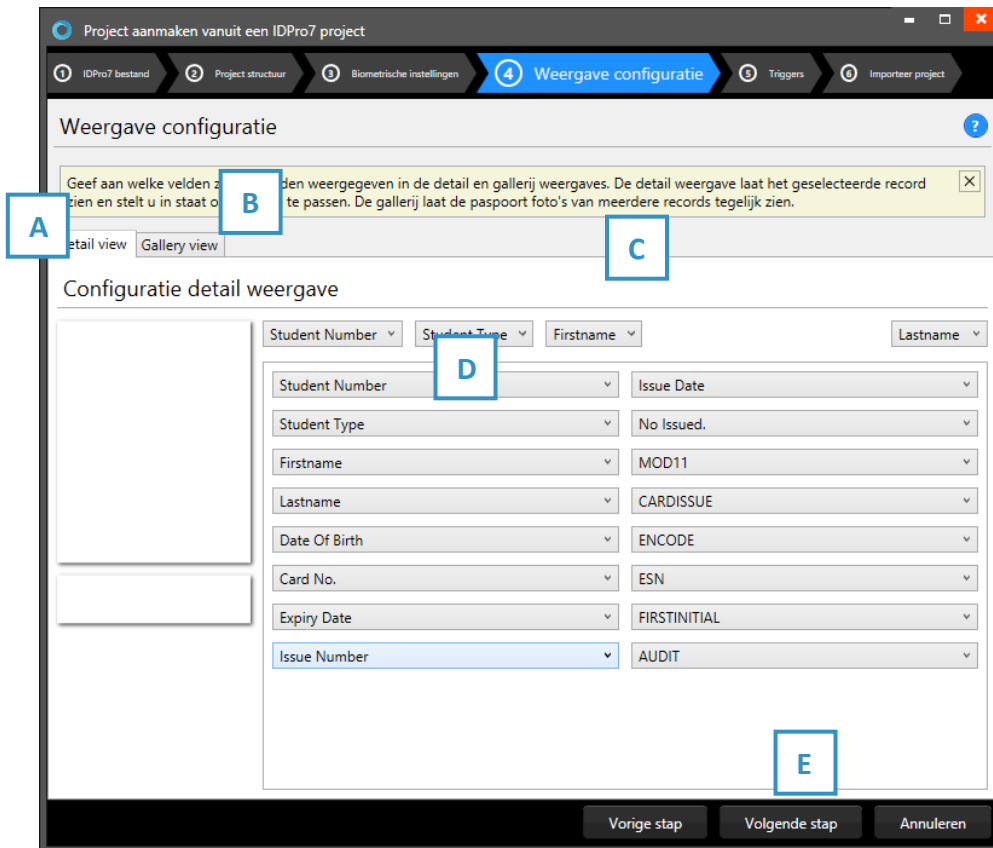 Project aanmaken vanuit een IDPro7 project
1 IDPro7 bestand 2 Project structuur 3 Biometrische instellingen 4 Weergave configuratie 5 Triggers 6 Importeer project
Weergave configuratie ?
Geef aan welke velden weergegeven in de detail en gallerij weergaves. De detail weergave laat het geselecteerde record
zien en stelt u in staat te passen. De gallerij laat de paspoort foto's van meerdere records tegelijk zien.
A B C
view Gallery view
Configuratie detail weergave
Student Number Student Type Firstname Lastname
D
Student Number Issue Date
Student Type No Issued.
Firstname MOD11
Lastname CARDISSUE
Date Of Birth ENCODE
Card No. ESN
Expiry Date FIRSTINITIAL
Issue Number AUDIT
E
Vorige stap Volgende stap Annuleren